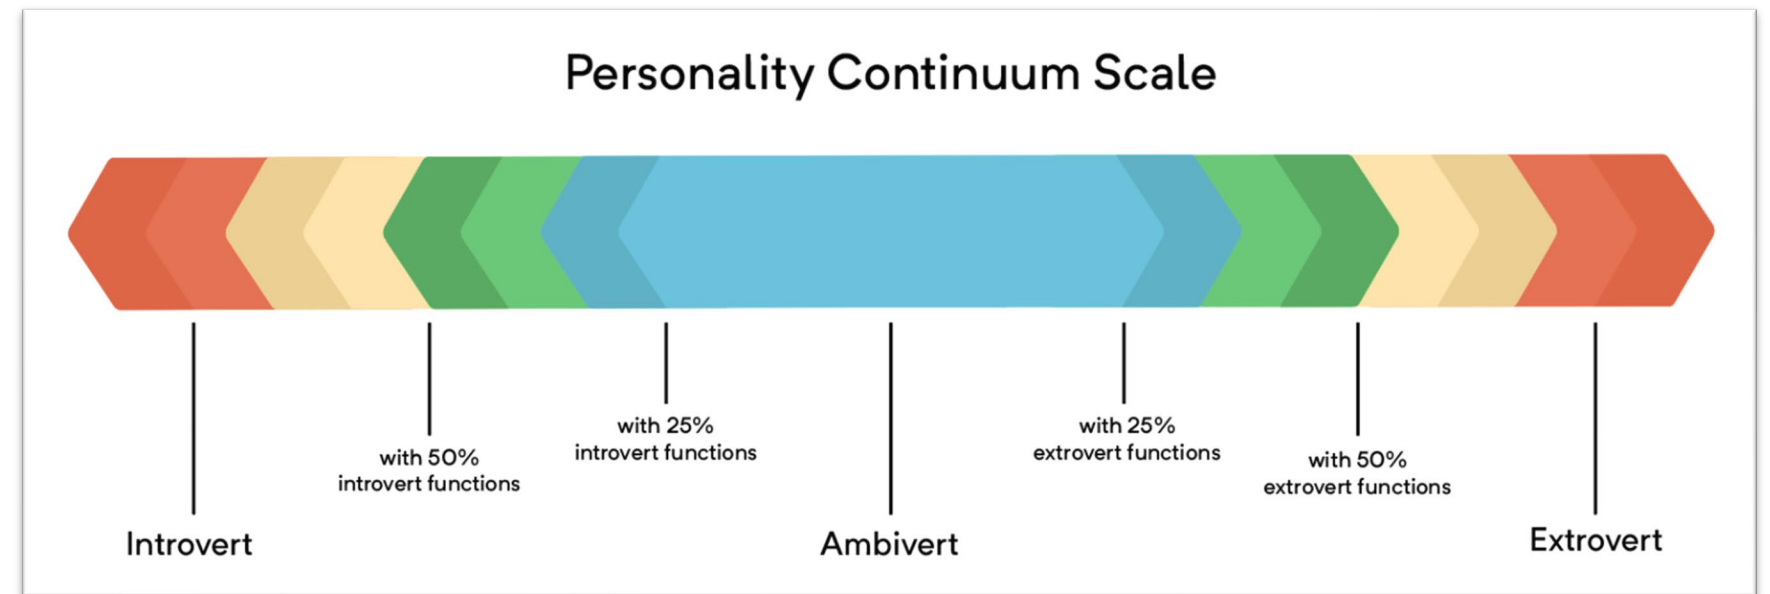 Personality Continuum Scale
with 25%
introvert functions
with 25%
extrovert functions
with 50%
introvert functions
with 50%
extrovert functions
Introvert
Ambivert
Extrovert